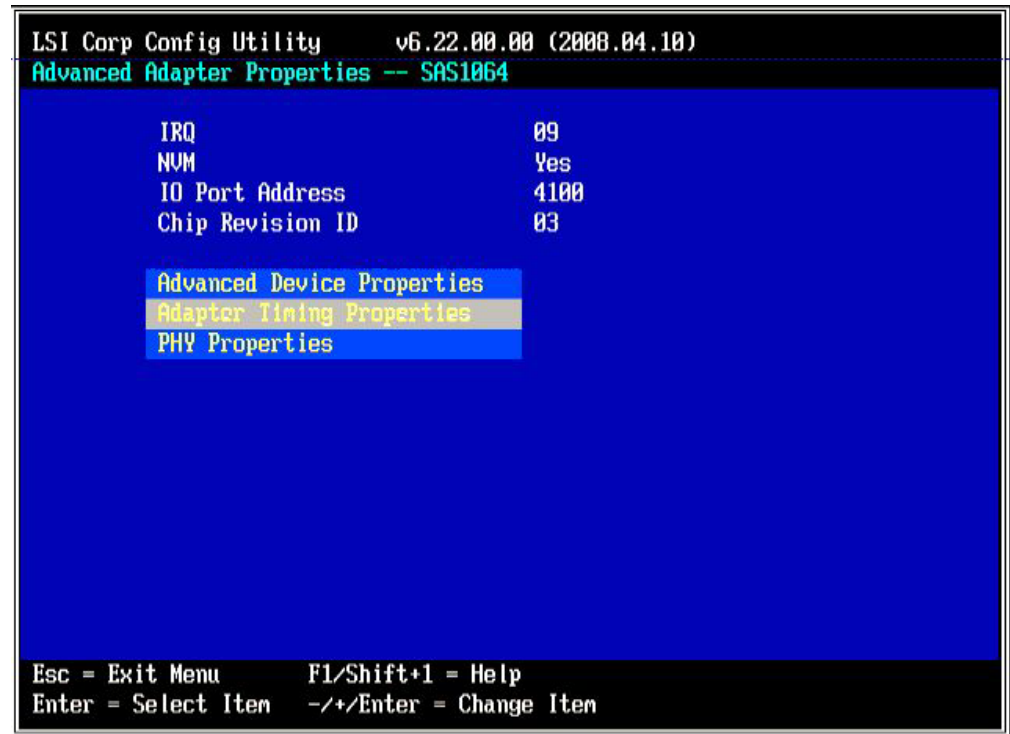 LSI Corp Config Utility v6.22.00.00 (2008.04.10)
Advanced Adapter Properties -- SAS1064
IRQ 09
NVM Yes
IO Port Address 4100
Chip Revision ID 03
Advanced Device Properties
Adapter Timing Properties
PHY Properties
Esc = Exit Menu F1/Shift+1 = Help
Enter = Select Item -/+/Enter = Change Item